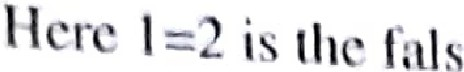 Here 1=2 is the fals